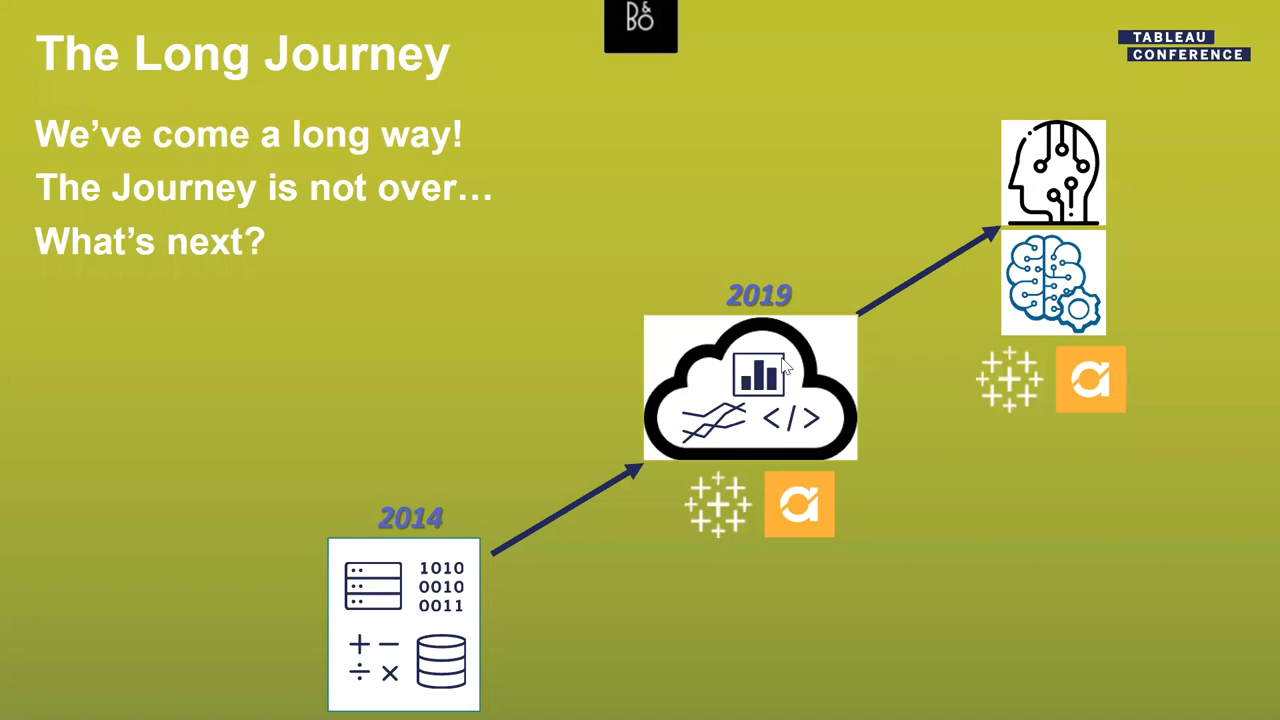 The Long Journey
D&
BO
TABLEAU
CONFERENCE
We’ve come a long way!
The Journey is not over…
What’s next?
2019
</>
2014
1010
0010
0011
+ −
÷ ×
a
a